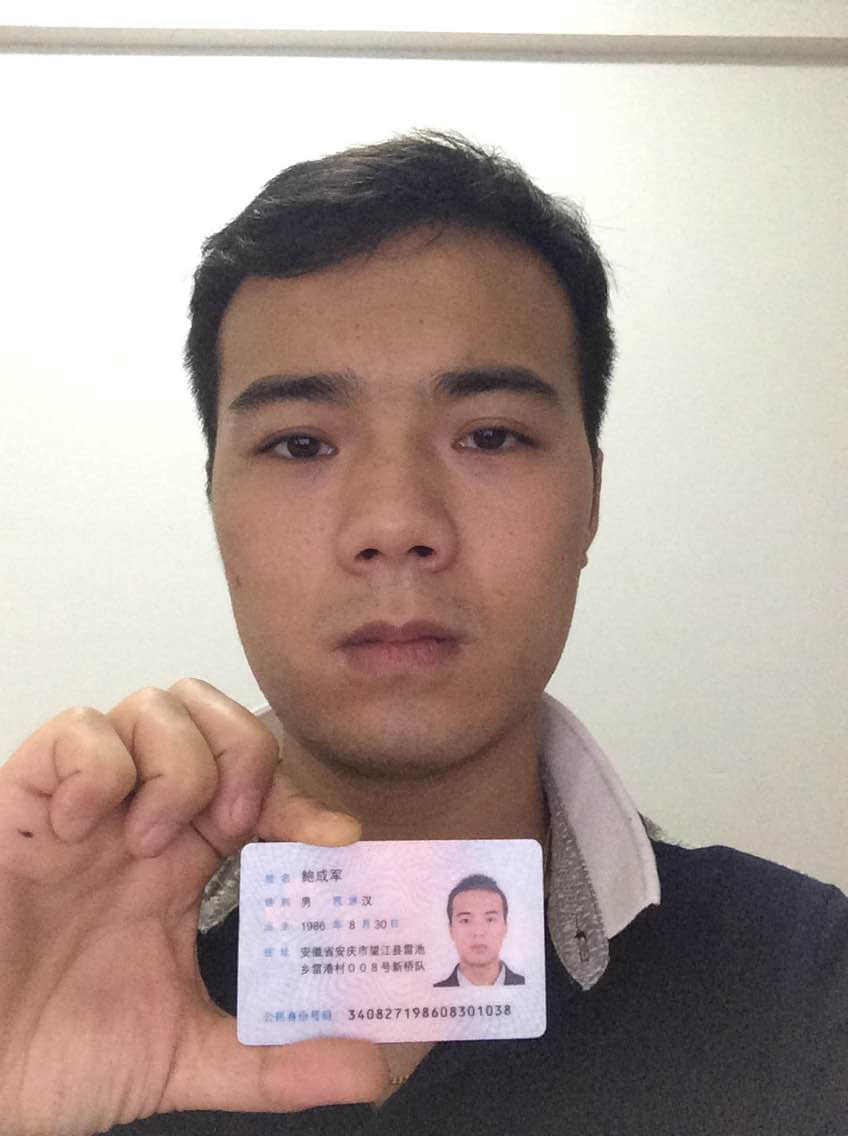 姓名 鲍成军
性别 男 民族 汉
出生 1986 年 8 月 30 日
住址 安徽省安庆市望江县雷池
乡雷港村００８号新桥队
公民身份号码 340827198608301038